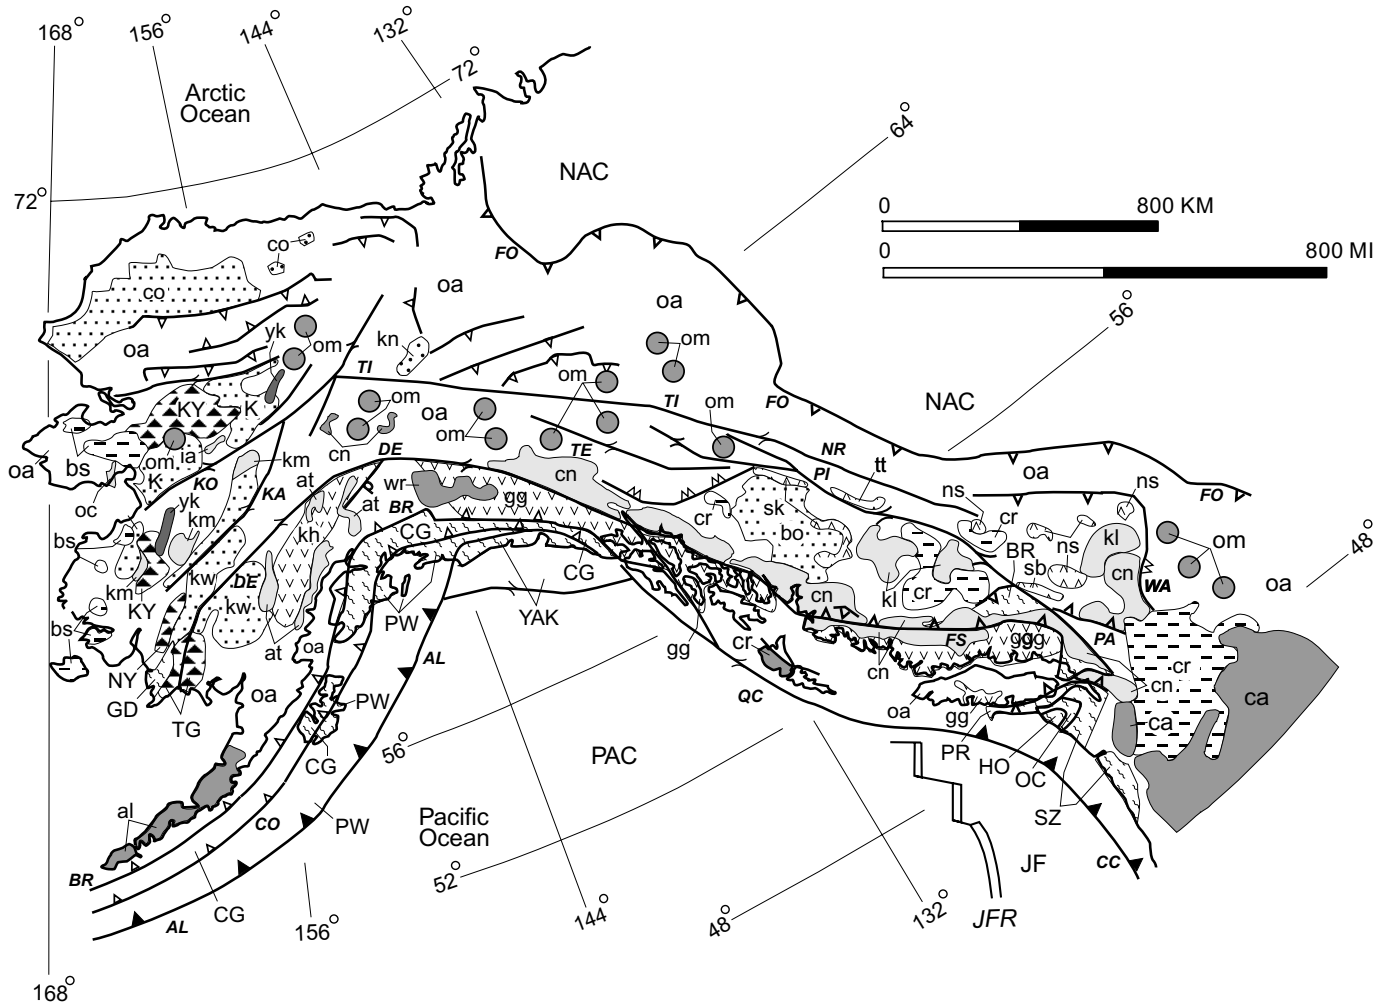 168°
156°
144°
132°
72°
Arctic
Ocean
64°
NAC
72°
0
800 KM
0
800 MI
co
FO
co
oa
oa
56°
yk
om
kn
om
oa
TI
om
KY
K
om
oa
om
TI
om
FO
NAC
oa
bs
om
ia
km
cn
DE
om
TE
NR
oa
K
KO
KA
at
at
wr
gg
cn
PI
tt
ns
ns
FO
oc
yk
km
BR
cr
sk
cr
bs
kh
CG
bo
BR
ns
kl
om
48°
kw
DE
CG
sb
cn
km
KY
kw
PW
YAK
cn
kl
cr
WA
oa
bs
at
oa
gg
cr
FS
ggg
PA
NY
AL
cn
cr
GD
TG
oa
PW
QC
oa
gg
cn
ca
ca
CG
56°
PAC
PR
HO
OC
al
PW
Pacific
Ocean
SZ
CO
JF
CC
BR
52°
AL
CG
156°
144°
48°
132°
JFR
168°